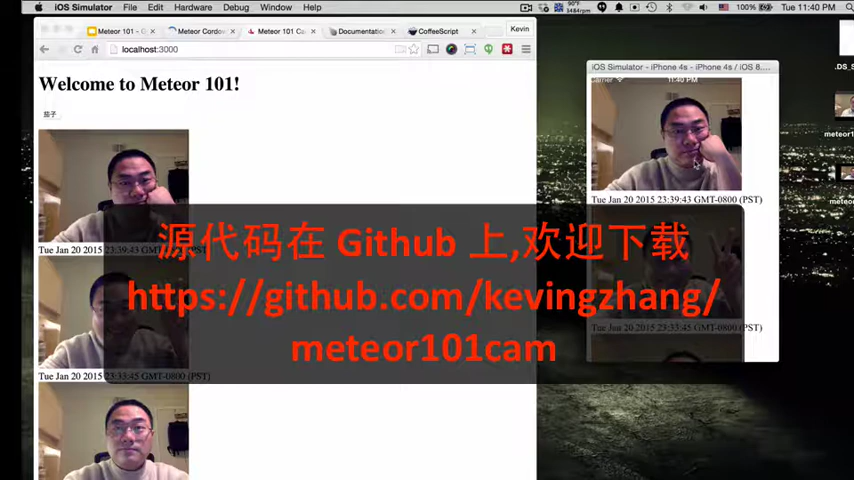 iOS Simulator File Edit Hardware Debug Window Help
100% Tue 11:40 PM
Meteor 101 - G
Meteor Cordov
Meteor 101 Ca
Documentatio
CoffeeScript
Kevin
localhost:3000
Welcome to Meteor 101!
茄子
Tue Jan 20 2015 23:39:43 GMT-0800
Tue Jan 20 2015 23:33:45 GMT-0800 (PST)
iOS Simulator - iPhone 4s - iPhone 4s / iOS 8,...
Carrier 11:40 PM
Tue Jan 20 2015 23:39:43 GMT-0800 (PST)
Tue Jan 20 2015 23:33:45 GMT-0800 (PST)
.DS_S
meteor1
meteor
源代码在 Github 上,欢迎下载
https://github.com/kevingzhang/
meteor101cam